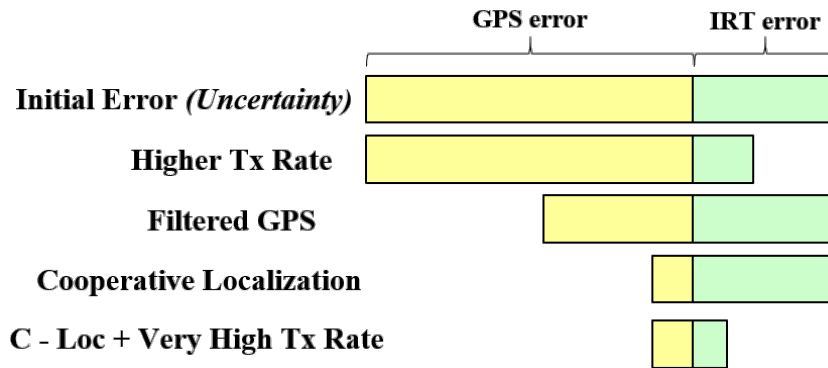 GPS error
IRT error
Initial Error (Uncertainty)
Higher Tx Rate
Filtered GPS
Cooperative Localization
C - Loc + Very High Tx Rate